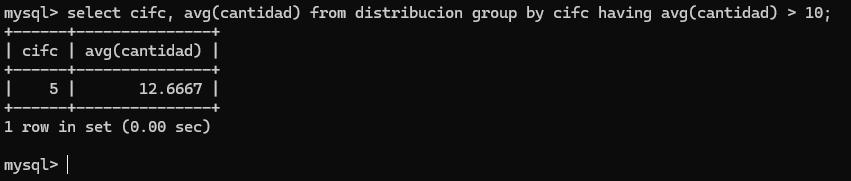 mysql> select cifc, avg(cantidad) from distribucion group by cifc having avg(cantidad) > 10;
+------+---------------+
| cifc | avg(cantidad) |
+------+---------------+
|    5 |       12.6667 |
+------+---------------+
1 row in set (0.00 sec)

mysql>